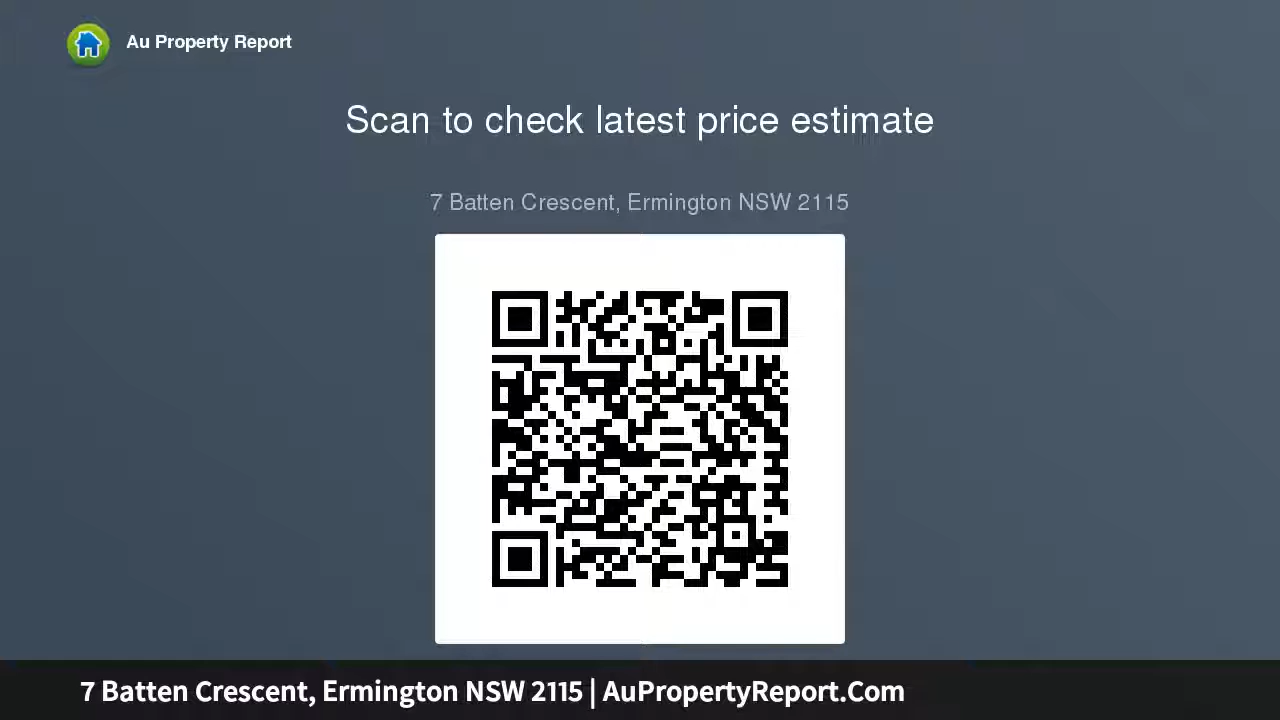 Au Property Report
Scan to check latest price estimate
7 Batten Crescent, Ermington NSW 2115
7 Batten Crescent, Ermington NSW 2115 | AuPropertyReport.Com